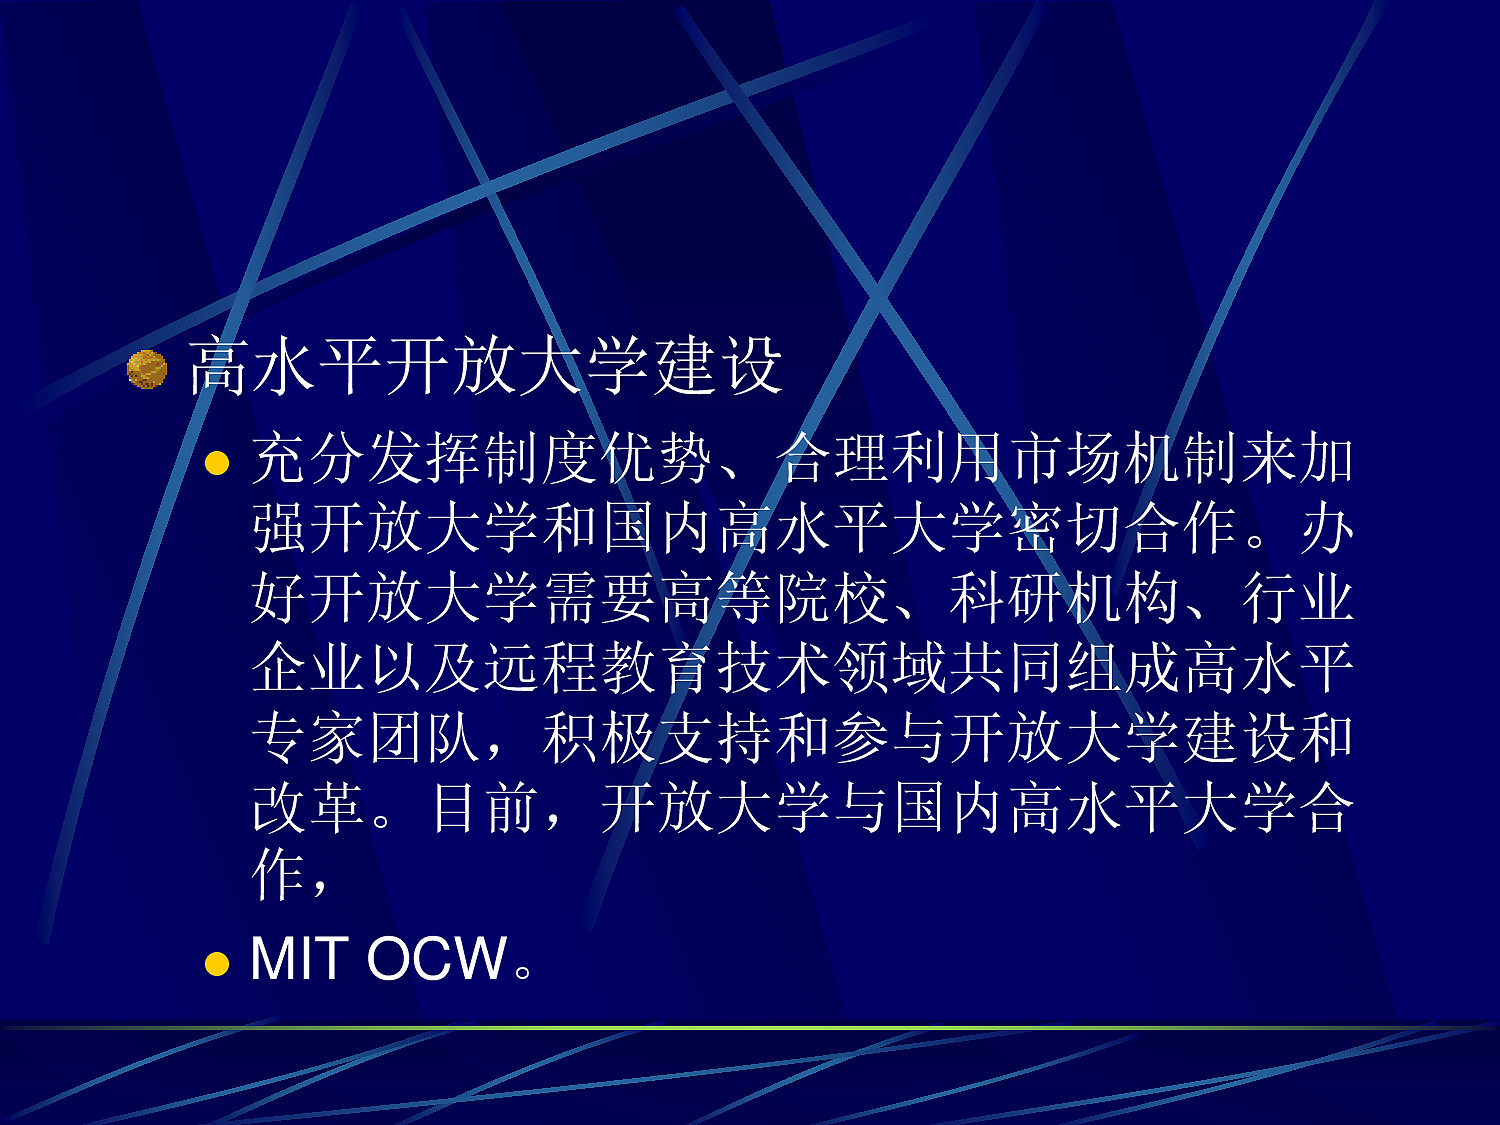 高水平开放大学建设
充分发挥制度优势、合理利用市场机制来加
强开放大学和国内高水平大学密切合作。办
好开放大学需要高等院校、科研机构、行业
企业以及远程教育技术领域共同组成高水平
专家团队，积极支持和参与开放大学建设和
改革。目前，开放大学与国内高水平大学合
作，
MIT OCW。